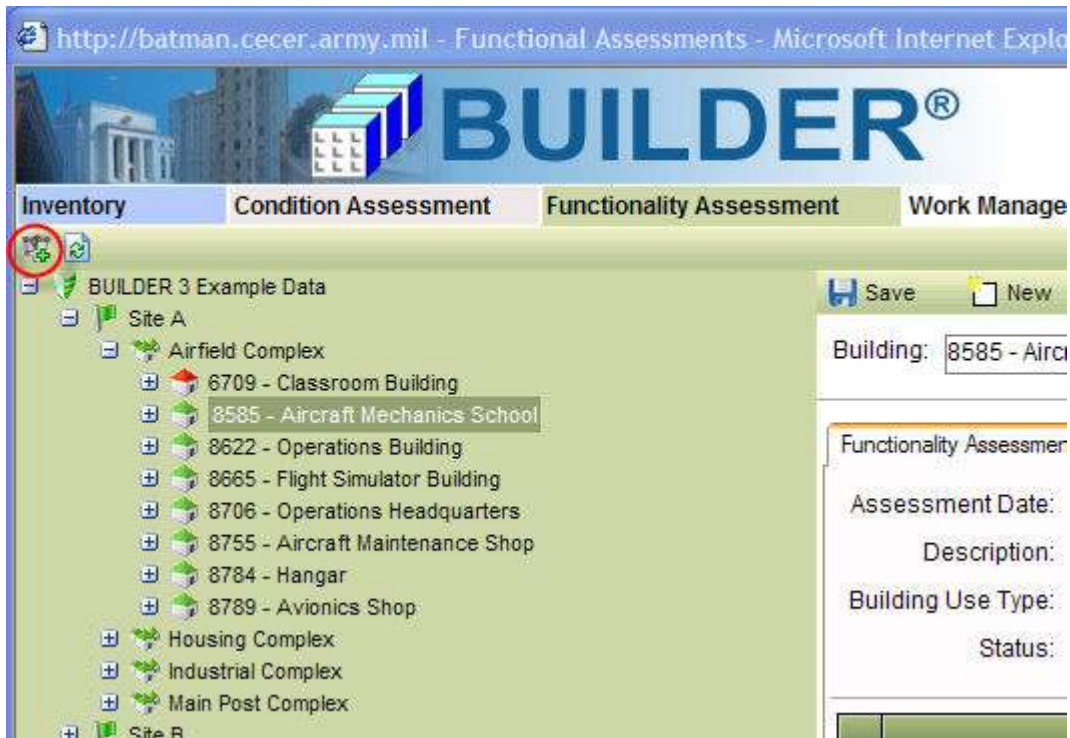 http://batman.cecer.army.mil - Functional Assessments - Microsoft Internet Explo
BUILDER®
Inventory Condition Assessment Functionality Assessment Work Manage
BUILDER 3 Example Data
Site A
Airfield Complex
6709 - Classroom Building
8585 - Aircraft Mechanics School
8622 - Operations Building
8665 - Flight Simulator Building
8706 - Operations Headquarters
8755 - Aircraft Maintenance Shop
8784 - Hangar
8789 - Avionics Shop
Housing Complex
Industrial Complex
Main Post Complex
Site B
Save New
Building: 8585 - Airc
Functionality Assessmen
Assessment Date:
Description:
Building Use Type:
Status: